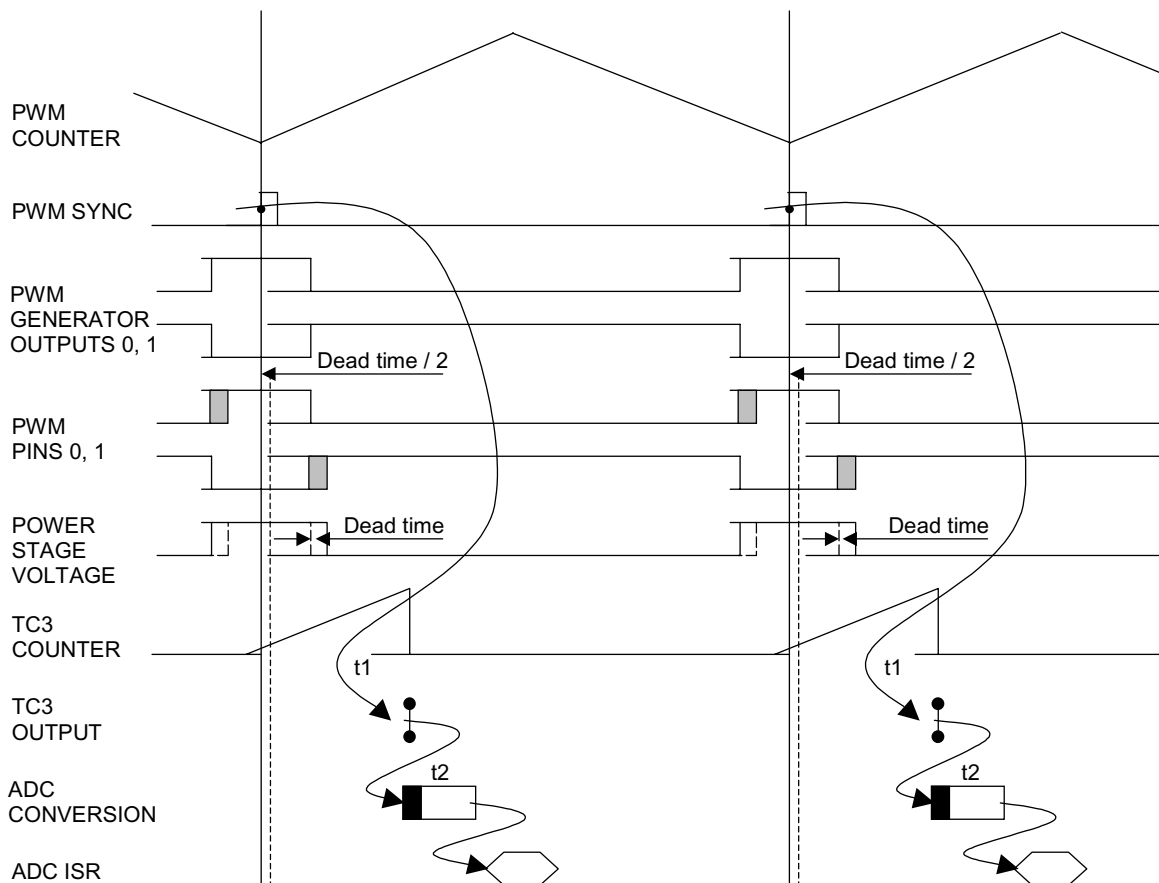 PWM
COUNTER
PWM SYNC
PWM
GENERATOR
OUTPUTS 0, 1
Dead time / 2
Dead time / 2
PWM
PINS 0, 1
POWER
STAGE
VOLTAGE
Dead time
Dead time
TC3
COUNTER
t1
t1
TC3
OUTPUT
ADC
CONVERSION
t2
t2
ADC ISR